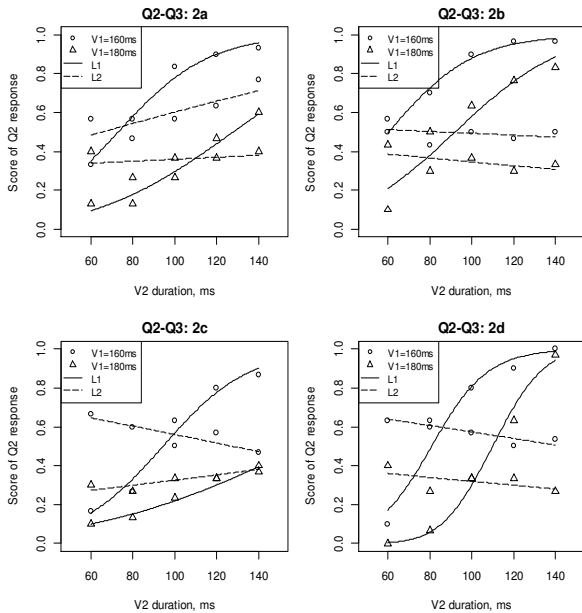 Q2-Q3: 2a
Score of Q2 response
1.0
0.8
0.6
0.4
0.2
0.0
V1=160ms
V1=180ms
L1
L2
60 80 100 120 140
V2 duration, ms
Q2-Q3: 2b
Score of Q2 response
1.0
0.8
0.6
0.4
0.2
0.0
V1=160ms
V1=180ms
L1
L2
60 80 100 120 140
V2 duration, ms
Q2-Q3: 2c
Score of Q2 response
1.0
0.8
0.6
0.4
0.2
0.0
V1=160ms
V1=180ms
L1
L2
60 80 100 120 140
V2 duration, ms
Q2-Q3: 2d
Score of Q2 response
1.0
0.8
0.6
0.4
0.2
0.0
V1=160ms
V1=180ms
L1
L2
60 80 100 120 140
V2 duration, ms